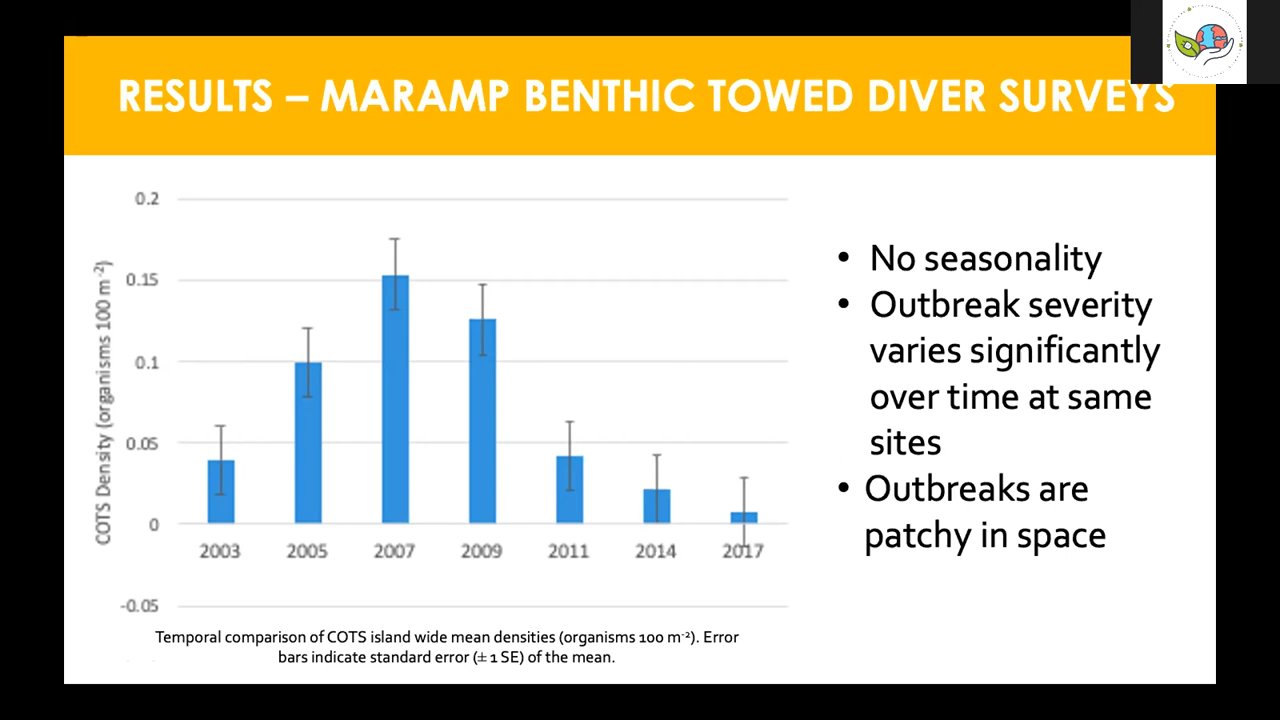 RESULTS – MARAMP BENTHIC TOWED DIVER SURVEYS
COTS Density (organisms 100 m⁻²)
0.2
0.15
0.1
0.05
0
-0.05
2003 2005 2007 2009 2011 2014 2017
Temporal comparison of COTS island wide mean densities (organisms 100 m⁻²). Error
bars indicate standard error (± 1 SE) of the mean.
• No seasonality
• Outbreak severity
varies significantly
over time at same
sites
• Outbreaks are
patchy in space